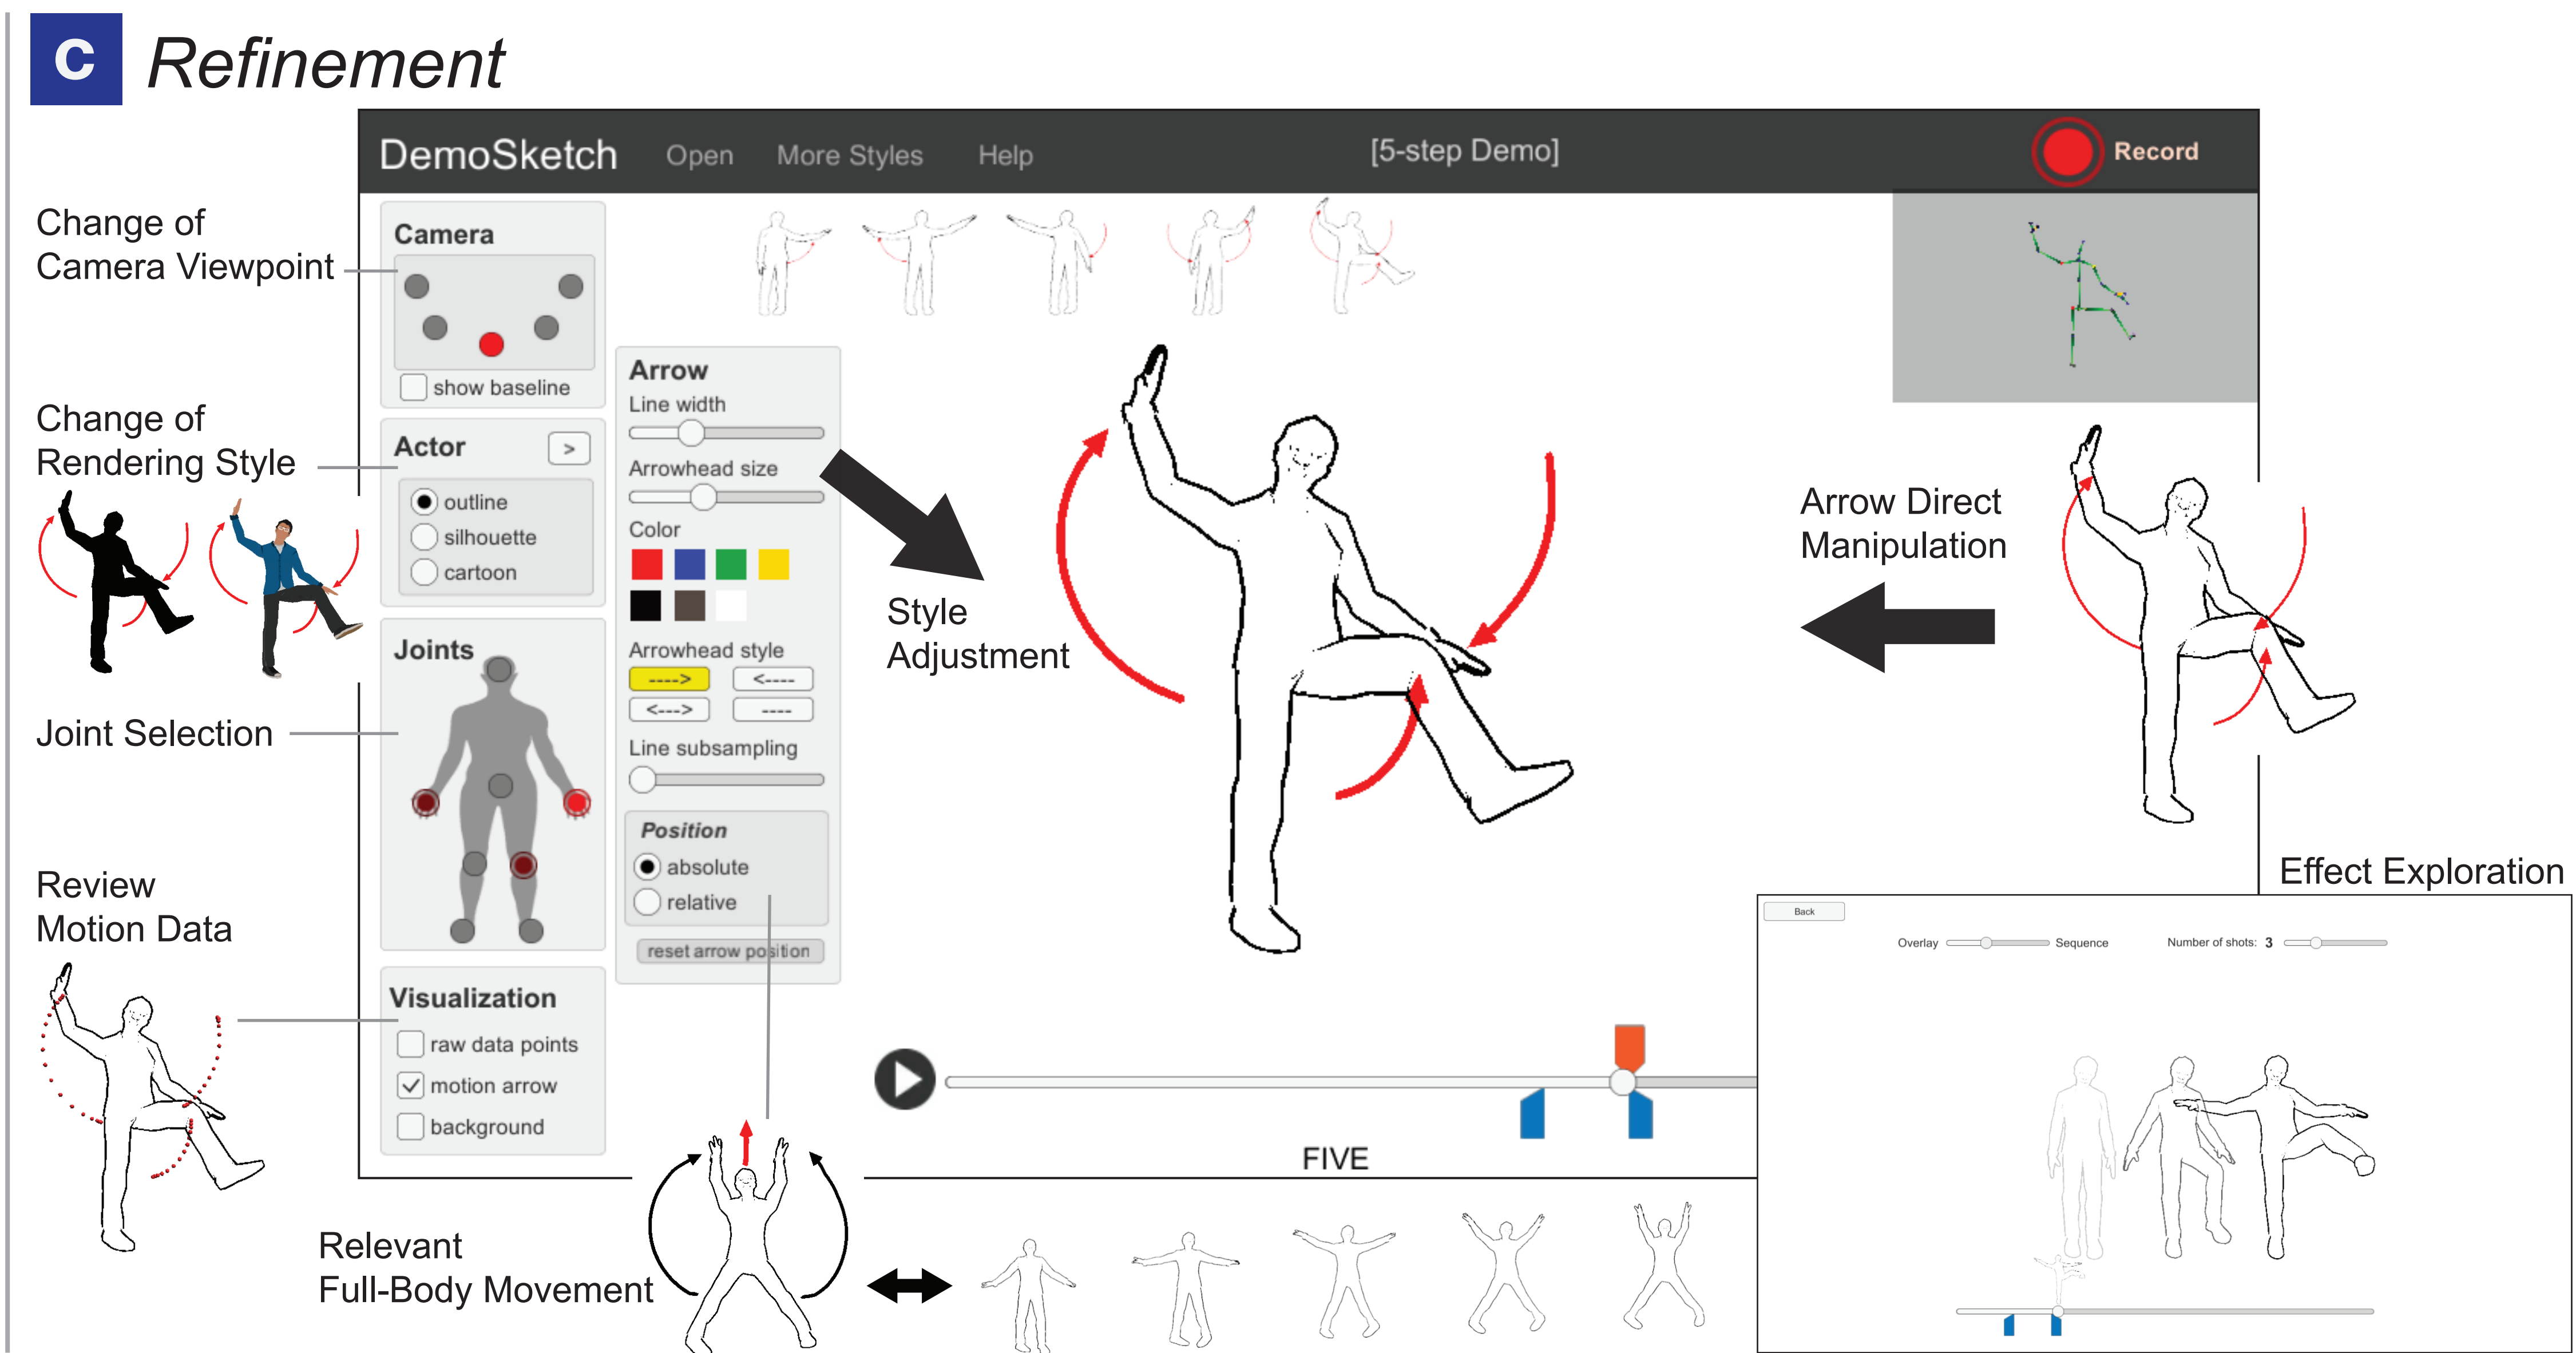 C Refinement
DemoSketch Open More Styles Help [5-step Demo] Record
Change of
Camera Viewpoint
Camera
show baseline
Change of
Rendering Style
Actor >
outline
silhouette
cartoon
Joint Selection
Joints
Review
Motion Data
Visualization
raw data points
motion arrow
background
Arrow
Line width
Arrowhead size
Color
Arrowhead style
----> <----
<---> ----
Line subsampling
Position
absolute
relative
reset arrow position
Style
Adjustment
Arrow Direct
Manipulation
FIVE
Relevant
Full-Body Movement
Effect Exploration
Back
Overlay Sequence Number of shots: 3